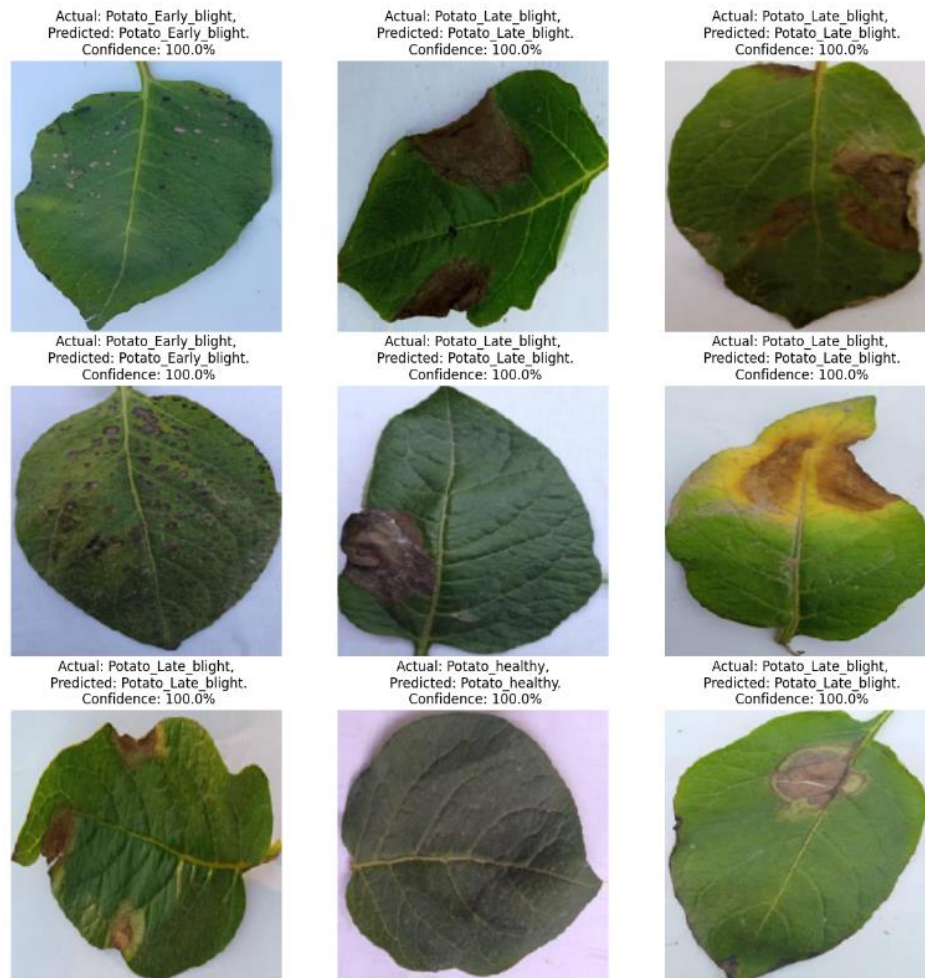 Actual: Potato_Early_blight,
Predicted: Potato_Early_blight.
Confidence: 100.0%
Actual: Potato_Late_blight,
Predicted: Potato_Late_blight.
Confidence: 100.0%
Actual: Potato_Late_blight,
Predicted: Potato_Late_blight.
Confidence: 100.0%
Actual: Potato_Early_blight,
Predicted: Potato_Early_blight.
Confidence: 100.0%
Actual: Potato_Late_blight,
Predicted: Potato_Late_blight.
Confidence: 100.0%
Actual: Potato_Late_blight,
Predicted: Potato_Late_blight.
Confidence: 100.0%
Actual: Potato_Late_blight,
Predicted: Potato_Late_blight.
Confidence: 100.0%
Actual: Potato_healthy,
Predicted: Potato_healthy.
Confidence: 100.0%
Actual: Potato_Late_blight,
Predicted: Potato_Late_blight.
Confidence: 100.0%